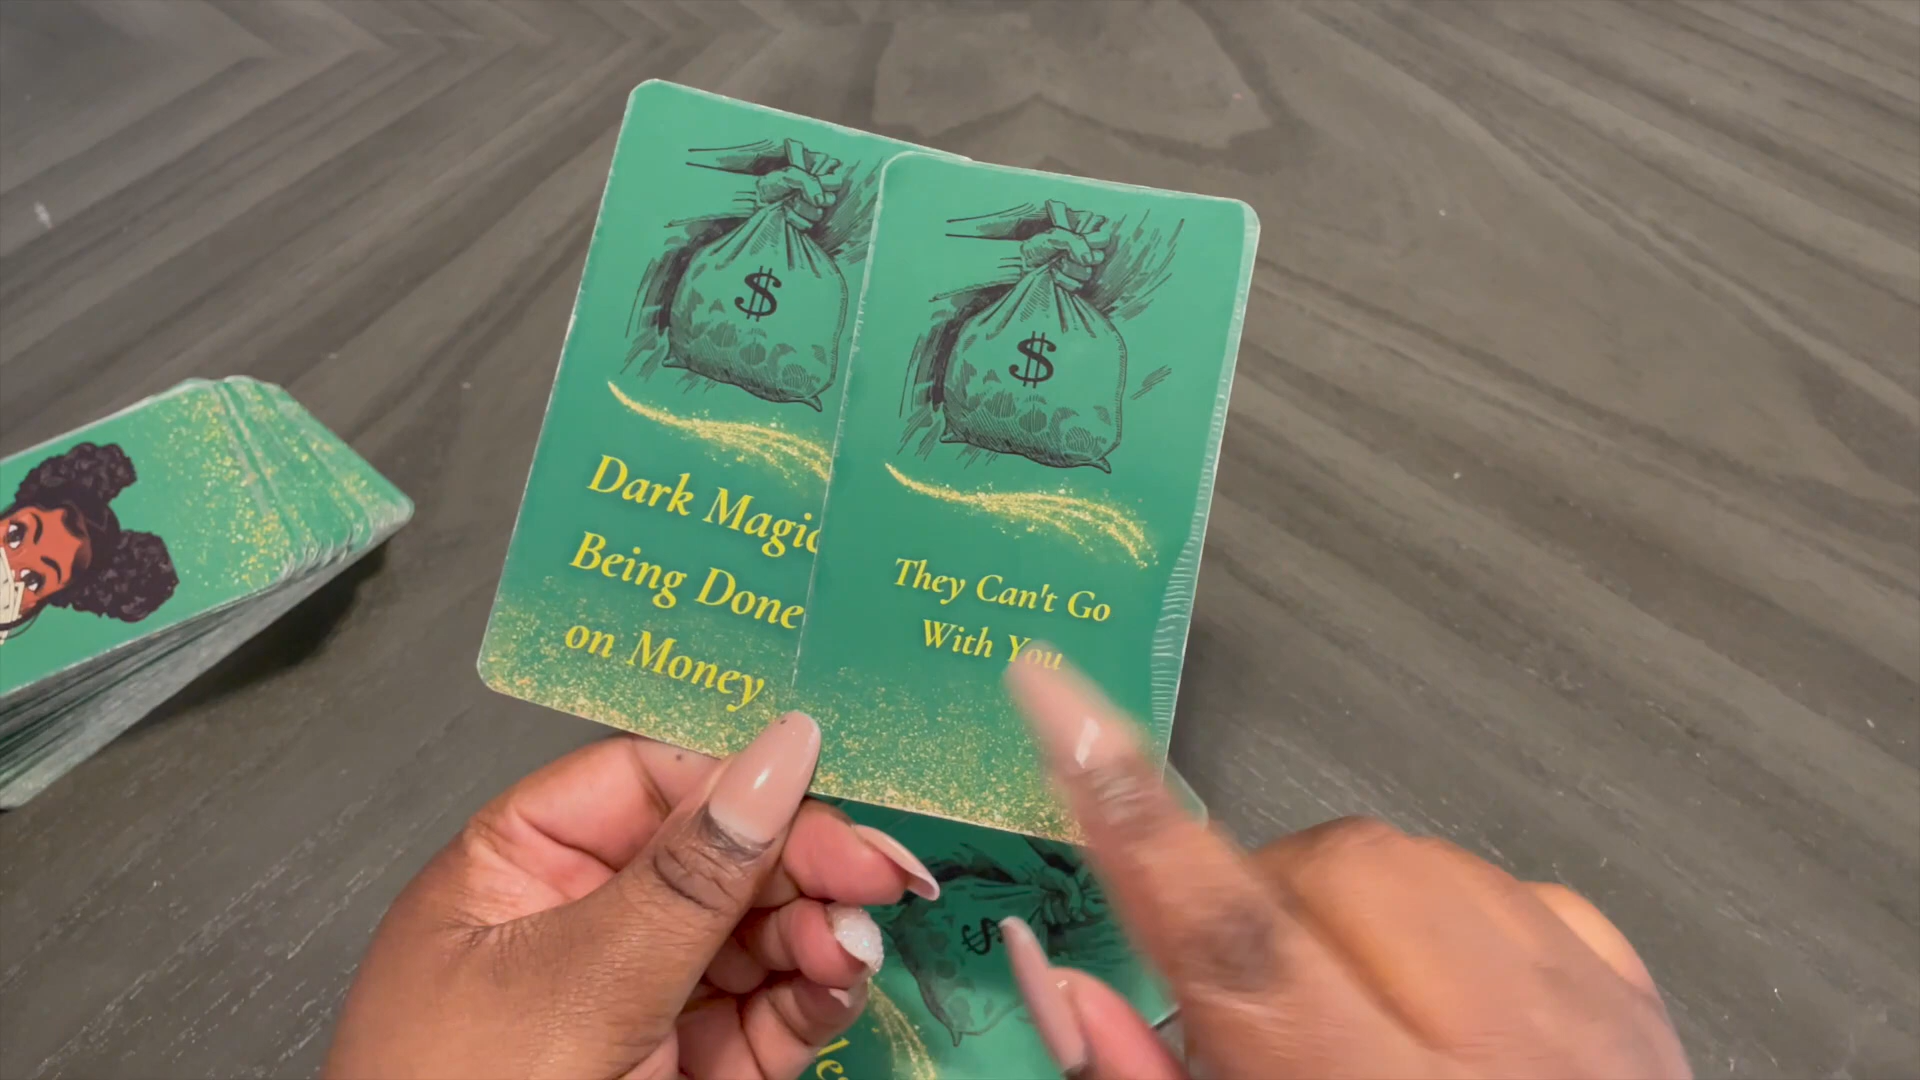 $
Dark Magic
Being Done
on Money
$
They Can't Go
With You
$